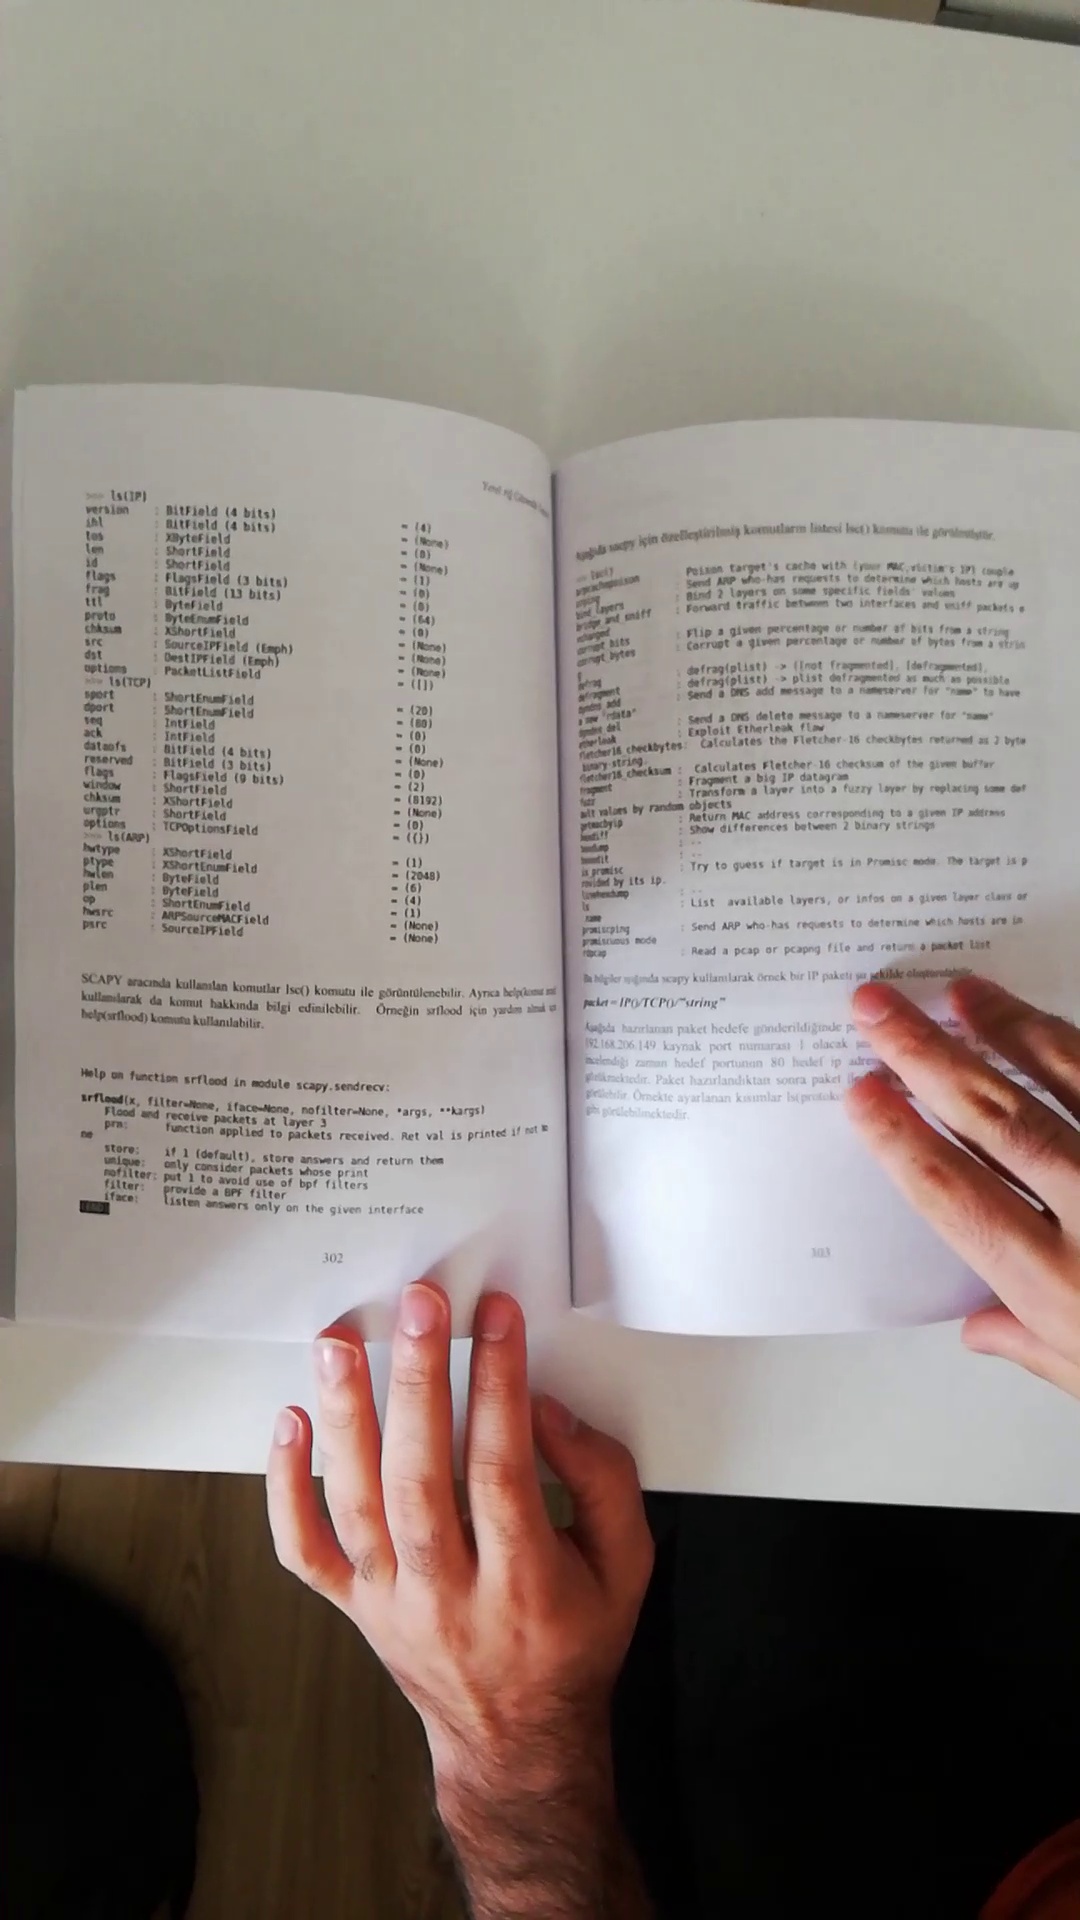 >>> ls(IP)
version : BitField (4 bits) = (4)
ihl : BitField (4 bits) = (None)
tos : XByteField = (0)
len : ShortField = (None)
id : ShortField = (1)
flags : FlagsField (3 bits) = (0)
frag : BitField (13 bits) = (0)
ttl : ByteField = (64)
proto : ByteEnumField = (0)
chksum : XShortField = (None)
src : SourceIPField (Emph) = (None)
dst : DestIPField (Emph) = (None)
options : PacketListField = ([])
>>> ls(TCP)
sport : ShortEnumField = (20)
dport : ShortEnumField = (80)
seq : IntField = (0)
ack : IntField = (0)
dataofs : BitField (4 bits) = (None)
reserved : BitField (3 bits) = (0)
flags : FlagsField (9 bits) = (2)
window : ShortField = (8192)
chksum : XShortField = (None)
urgptr : ShortField = (0)
options : TCPOptionsField = ({})
>>> ls(ARP)
hwtype : XShortField = (1)
ptype : XShortEnumField = (2048)
hwlen : ByteField = (6)
plen : ByteField = (4)
op : ShortEnumField = (1)
hwsrc : ARPSourceMACField = (None)
psrc : SourceIPField = (None)
SCAPY aracında kullanılan komutlar lsc() komutu ile görüntülenebilir. Ayrıca
kullanılarak da komut hakkında bilgi edinilebilir. Örneğin srflood için yardım almak
help(srflood) komutu kullanılabilir.
Help on function srflood in module scapy.sendrecv:
srflood(x, filter=None, iface=None, nofilter=None, *args, **kargs)
Flood and receive packets at layer 3
prn: function applied to packets received. Ret val is printed if not No
ne
store: if 1 (default), store answers and return them
unique: only consider packets whose print
nofilter: put 1 to avoid use of bpf filters
filter: provide a BPF filter
iface: listen answers only on the given interface
(END)
302
Aşağıda scapy için özelleştirilmiş komutların listesi lsc() komutu ile görülmüştür.
>>> lsc()
arpcachepoison : Poison target's cache with (your MAC,victim's IP) couple
arping : Send ARP who-has requests to determine which hosts are up
bind_layers : Bind 2 layers on some specific fields' values
bridge_and_sniff : Forward traffic between two interfaces and sniff packets e
xchanged
corrupt_bits : Flip a given percentage or number of bits from a string
corrupt_bytes : Corrupt a given percentage or number of bytes from a strin
g
defrag : defrag(plist) -> ([not fragmented], [defragmented],
defragment : defrag(plist) -> plist defragmented as much as possible
dyndns_add : Send a DNS add message to a nameserver for "name" to have
a new "rdata"
dyndns_del : Send a DNS delete message to a nameserver for "name"
etherleak : Exploit Etherleak flaw
fletcher16_checkbytes: Calculates the Fletcher-16 checkbytes returned as 2 byte
binary-string.
fletcher16_checksum : Calculates Fletcher-16 checksum of the given buffer
fragment : Fragment a big IP datagram
fuzz : Transform a layer into a fuzzy layer by replacing some def
ault values by random objects
getmacbyip : Return MAC address corresponding to a given IP address
hexdiff : Show differences between 2 binary strings
hexdump : --
hexedit : --
is_promisc : Try to guess if target is in Promisc mode. The target is p
rovided by its ip.
linehexdump : --
ls : List available layers, or infos on a given layer class or
name
promiscping : Send ARP who-has requests to determine which hosts are in
promiscuous mode
rdpcap : Read a pcap or pcapng file and return a packet list
Bu bilgiler ışığında scapy kullanılarak örnek bir IP paketi şu şekilde oluşturulabilir.
packet = IP()/TCP()/"string"
Aşağıda hazırlanan paket hedefe gönderildiğinde
192.168.206.149 kaynak port numarası 1 olacak
incelendiği zaman hedef portunun 80 hedef ip
görükmektedir. Paket hazırlandıktan sonra paket
görülebilir. Örnekte ayarlanan kısımlar
gibi görülebilmektedir.
303